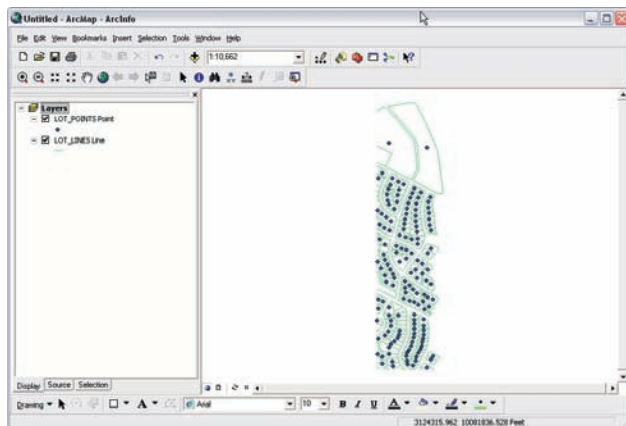 Untitled - ArcMap - ArcInfo
File Edit View Bookmarks Insert Selection Tools Window Help
1:10,662
Layers
LOT_POINTS Point
LOT_LINES Line
Display Source Selection
Drawing A Arial 10 B I U A
3124315.962 10081836.528 Feet